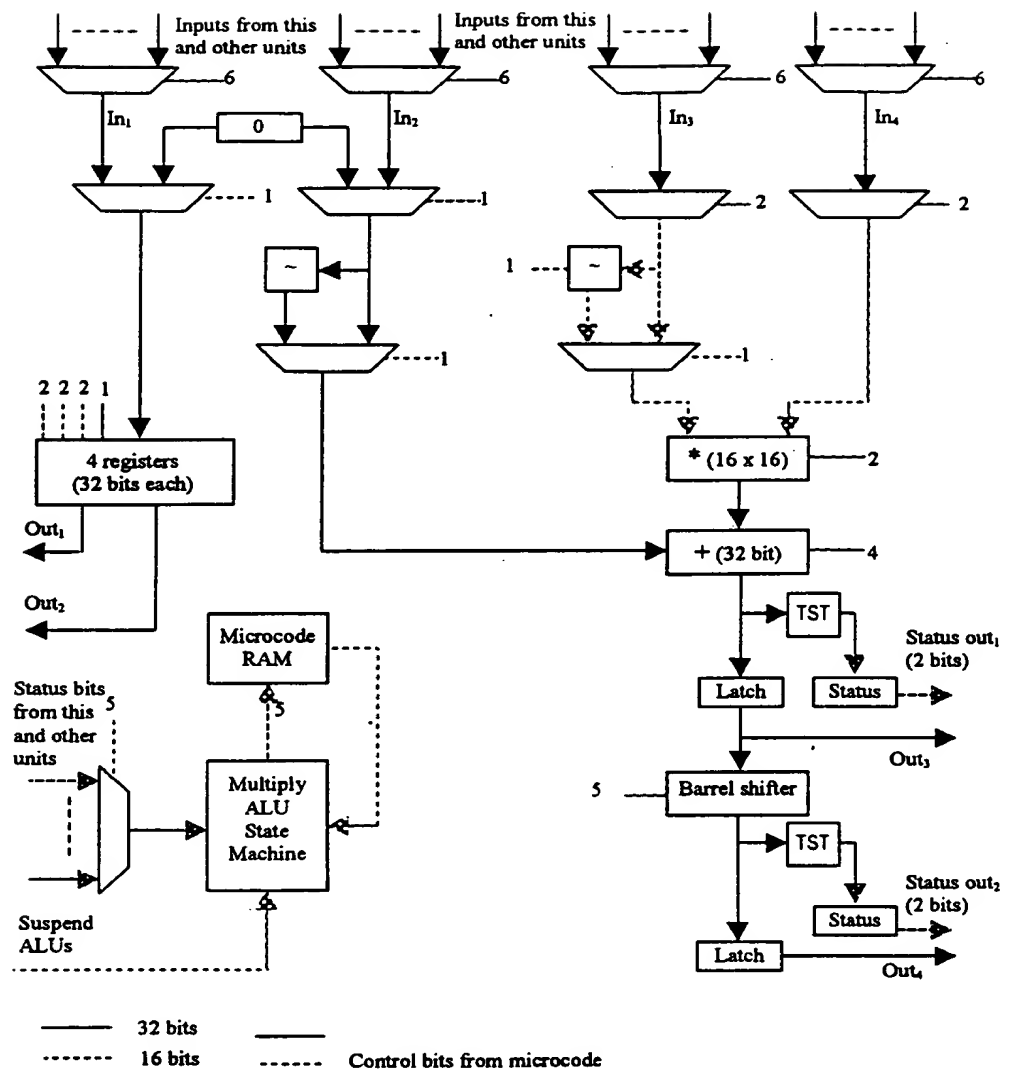 Inputs from this
and other units
Inputs from this
and other units
6
6
6
6
In₁
0
In₂
In₃
In₄
1
1
2
2
~
1
~
1
1
2 2 2 1
4 registers
(32 bits each)
* (16 x 16)
2
Out₁
+ (32 bit)
4
Out₂
TST
Microcode
RAM
Status out₁
(2 bits)
Latch
Status
Status bits
from this
and other
units
5
5
Out₃
Multiply
ALU
State
Machine
5
Barrel shifter
TST
Status out₂
(2 bits)
Status
Suspend
ALUs
Latch
Out₄
32 bits
16 bits
Control bits from microcode